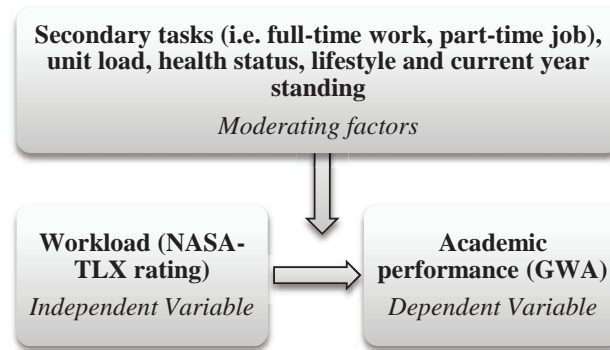 Secondary tasks (i.e. full-time work, part-time job),
unit load, health status, lifestyle and current year
standing
Moderating factors
Workload (NASA-
TLX rating)
Independent Variable
Academic
performance (GWA)
Dependent Variable